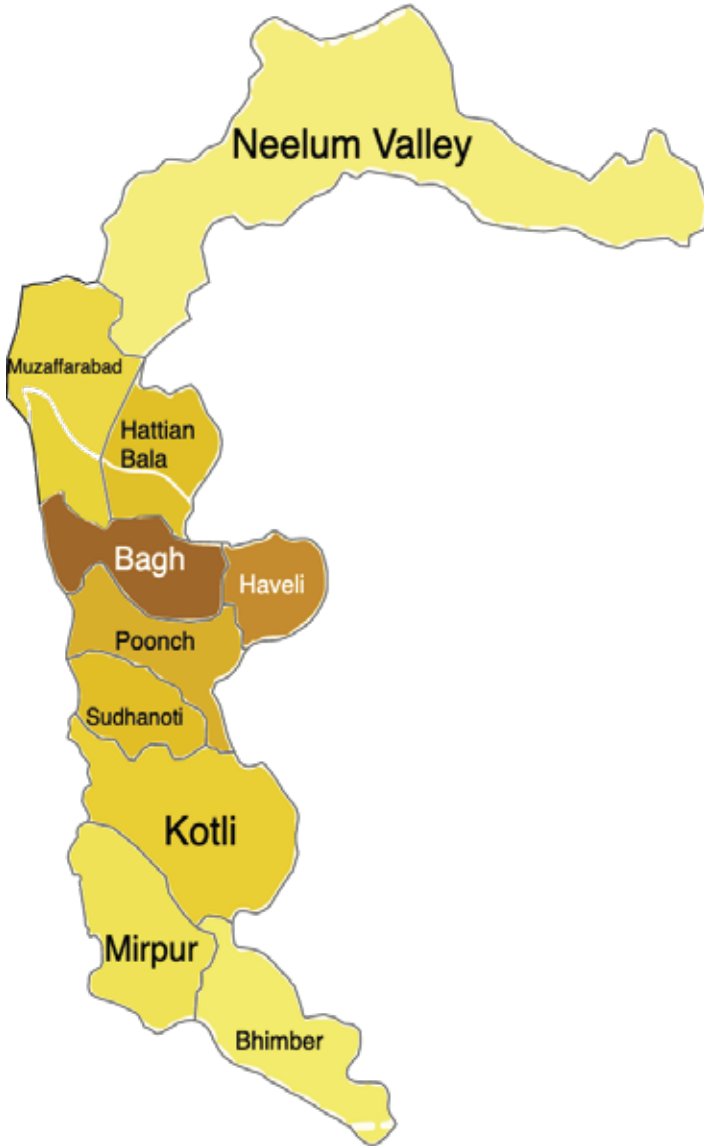 Neelum Valley
Muzaffarabad
Hattian
Bala
Bagh
Haveli
Poonch
Sudhanoti
Kotli
Mirpur
Bhimber